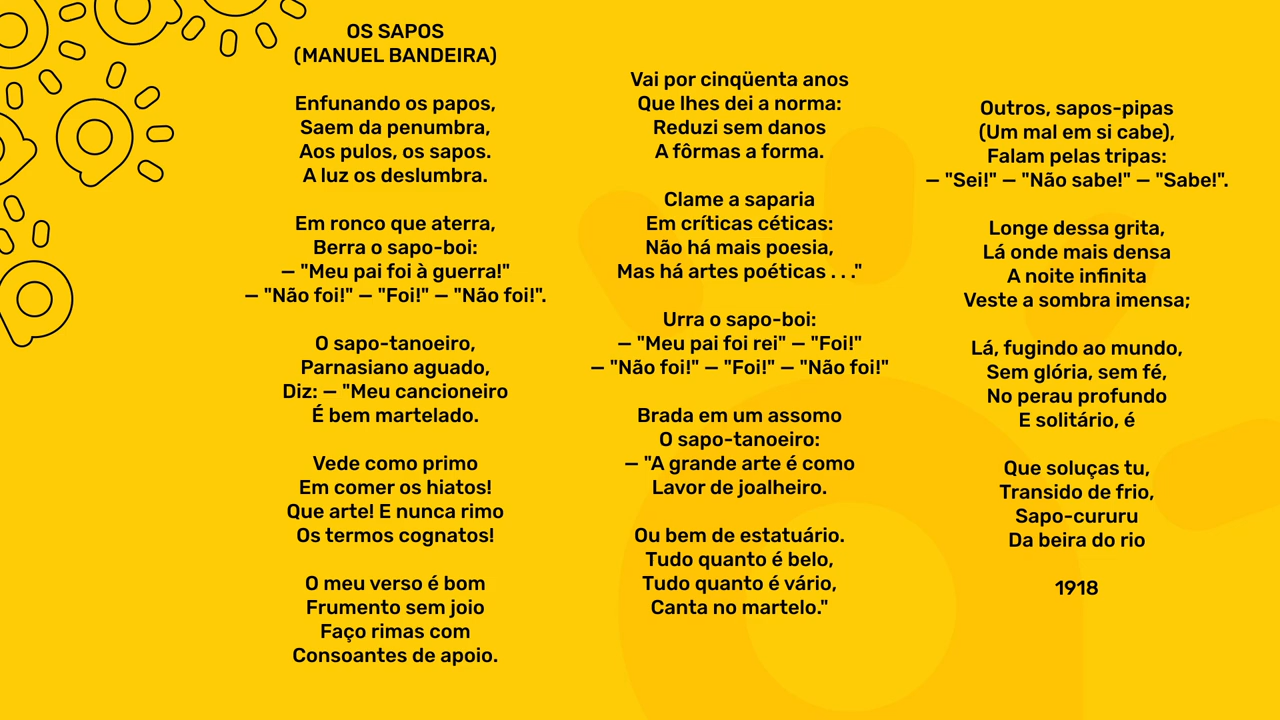 OS SAPOS
(MANUEL BANDEIRA)
Enfunando os papos,
Saem da penumbra,
Aos pulos, os sapos.
A luz os deslumbra.
Em ronco que aterra,
Berra o sapo-boi:
— "Meu pai foi à guerra!"
— "Não foi!" — "Foi!" — "Não foi!".
O sapo-tanoeiro,
Parnasiano aguado,
Diz: — "Meu cancioneiro
É bem martelado.
Vede como primo
Em comer os hiatos!
Que arte! E nunca rimo
Os termos cognatos!
O meu verso é bom
Frumento sem joio
Faço rimas com
Consoantes de apoio.
Vai por cinqüenta anos
Que lhes dei a norma:
Reduzi sem danos
A fôrmas a forma.
Clame a saparia
Em críticas céticas:
Não há mais poesia,
Mas há artes poéticas . . ."
Urra o sapo-boi:
— "Meu pai foi rei" — "Foi!"
— "Não foi!" — "Foi!" — "Não foi!"
Brada em um assomo
O sapo-tanoeiro:
— "A grande arte é como
Lavor de joalheiro.
Ou bem de estatuário.
Tudo quanto é belo,
Tudo quanto é vário,
Canta no martelo."
Outros, sapos-pipas
(Um mal em si cabe),
Falam pelas tripas:
— "Sei!" — "Não sabe!" — "Sabe!".
Longe dessa grita,
Lá onde mais densa
A noite infinita
Veste a sombra imensa;
Lá, fugindo ao mundo,
Sem glória, sem fé,
No perau profundo
E solitário, é
Que soluças tu,
Transido de frio,
Sapo-cururu
Da beira do rio
1918